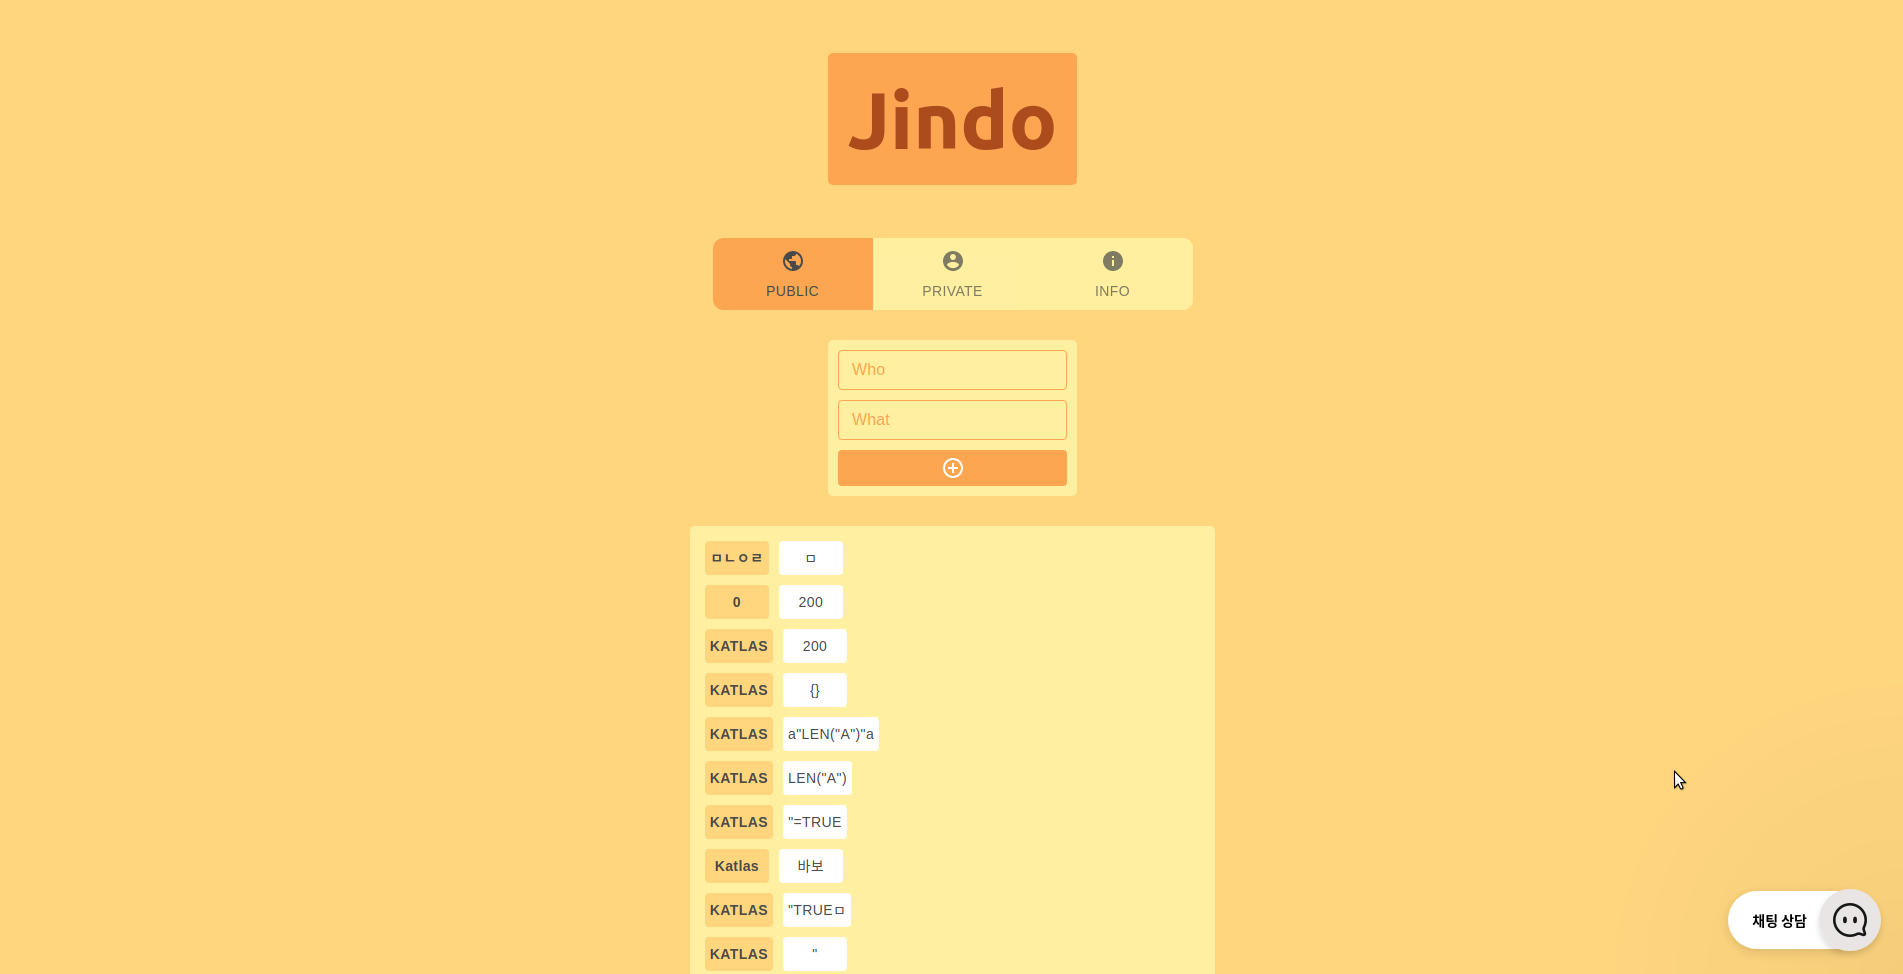 Jindo
PUBLIC PRIVATE INFO
Who
What
ㅁㄴㅇㄹ ㅁ
0 200
KATLAS 200
KATLAS {}
KATLAS a"LEN("A")"a
KATLAS LEN("A")
KATLAS "=TRUE
Katlas 바보
KATLAS "TRUEㅁ
KATLAS "
채팅 상담